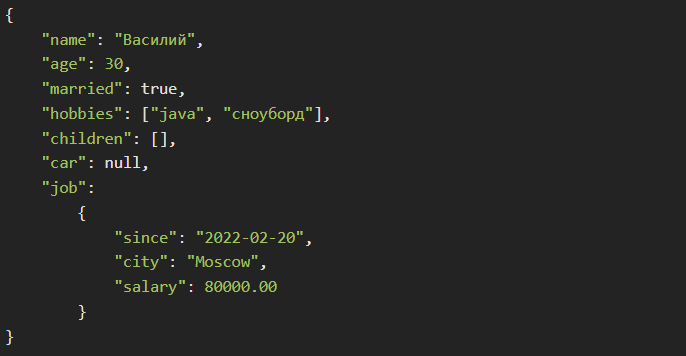 {
    "name": "Василий",
    "age": 30,
    "married": true,
    "hobbies": ["java", "сноуборд"],
    "children": [],
    "car": null,
    "job":
        {
            "since": "2022-02-20",
            "city": "Moscow",
            "salary": 80000.00
        }
}